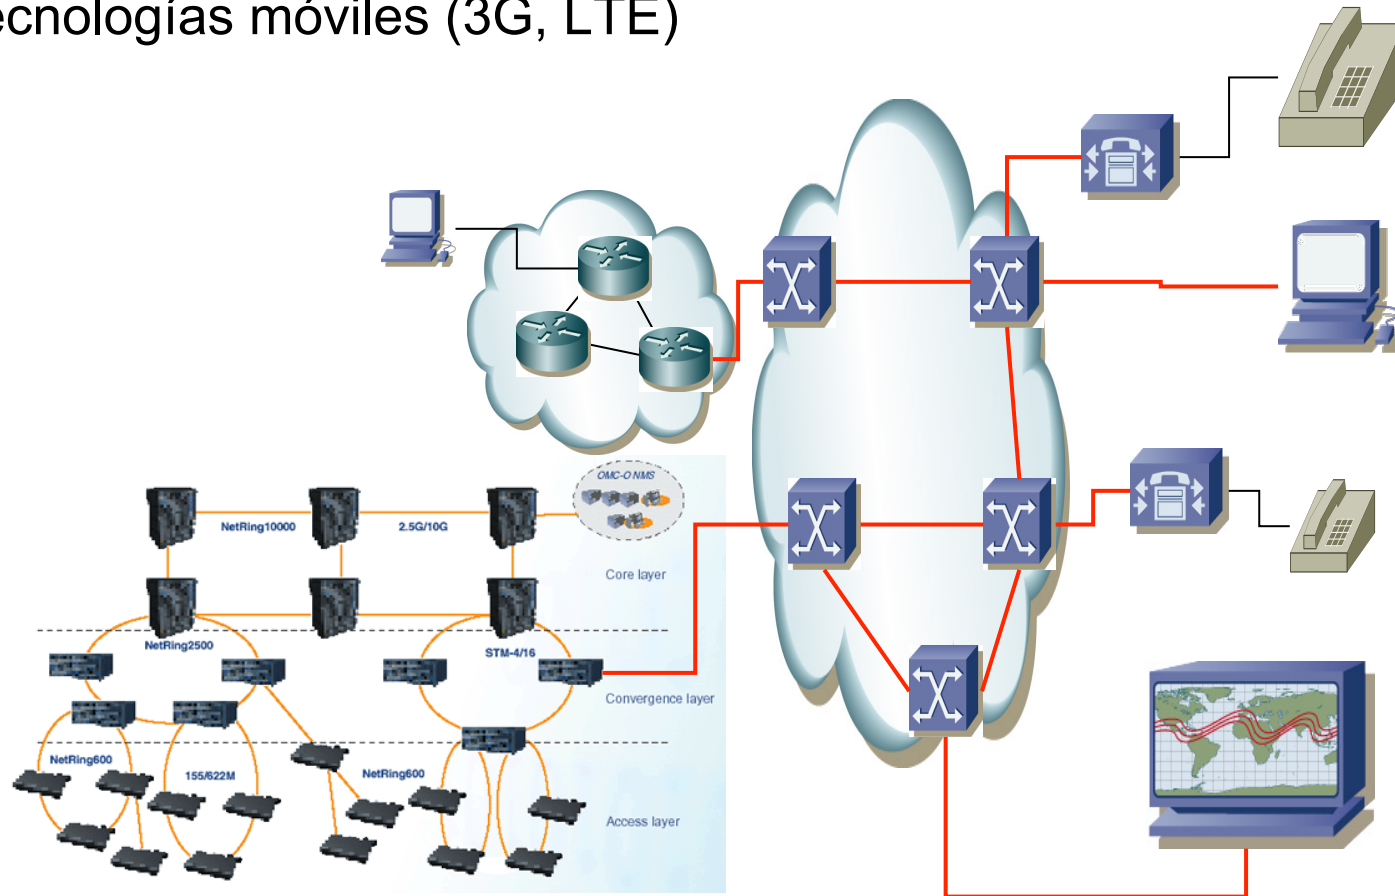 ecnologías móviles (3G, LTE)
OMC-O NMS
NetRing10000
2.5G/10G
Core layer
NetRing2500
STM-4/16
Convergence layer
NetRing600
155/622M
NetRing600
Access layer